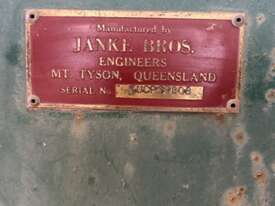 Manufactured by
JANKE BROS.
ENGINEERS
MT. TYSON, QUEENSLAND
SERIAL No.